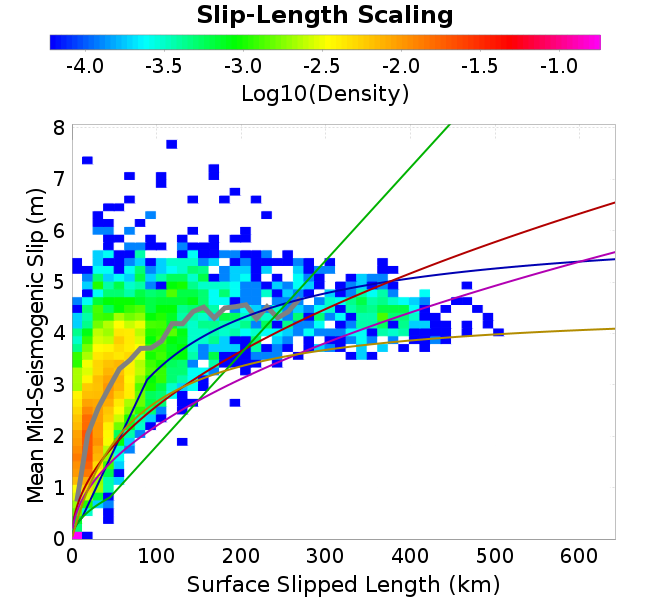 Slip-Length Scaling
-4.0 -3.5 -3.0 -2.5 -2.0 -1.5 -1.0
Log10(Density)
8
7
6
5
4
3
2
1
0
Mean Mid-Seismogenic Slip (m)
0 100 200 300 400 500 600
Surface Slipped Length (km)